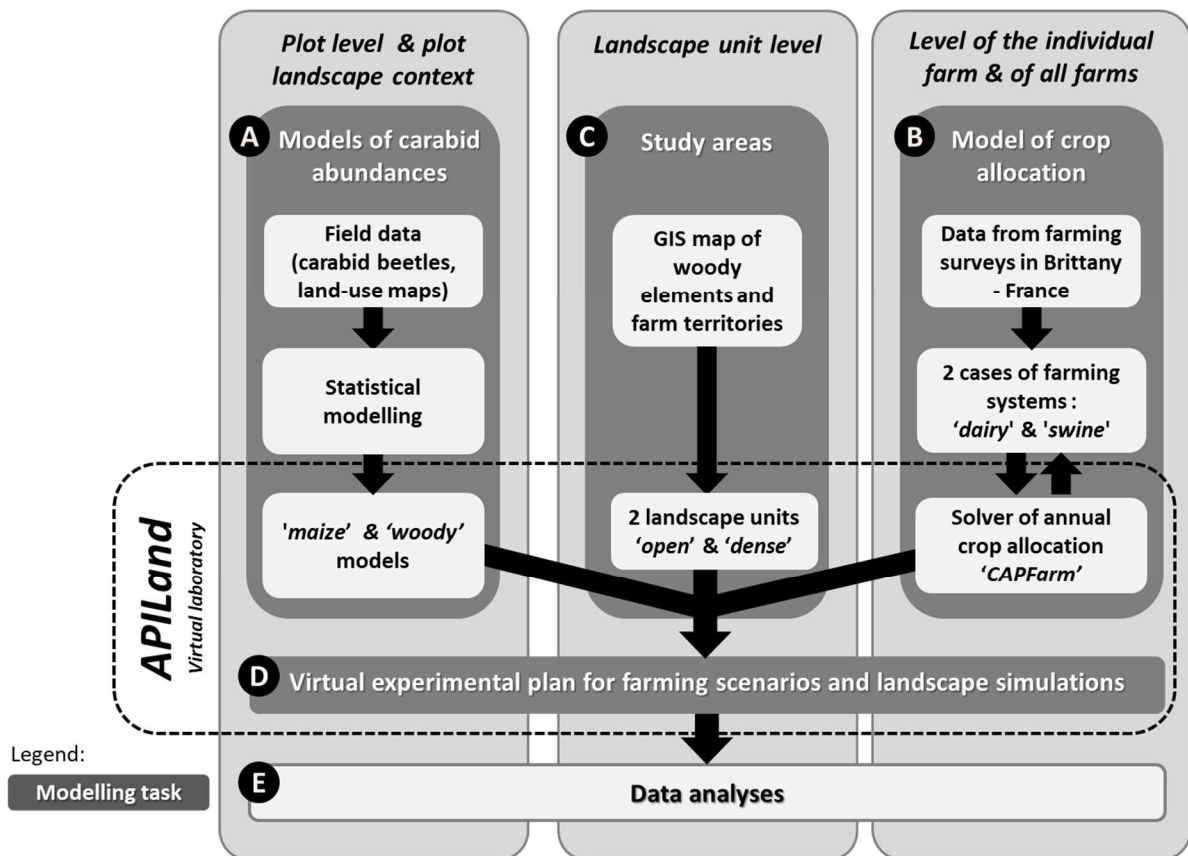 Plot level & plot
landscape context
Landscape unit level
Level of the individual
farm & of all farms
A
Models of carabid
abundances
C
Study areas
B
Model of crop
allocation
Field data
(carabid beetles,
land-use maps)
GIS map of
woody
elements and
farm territories
Data from farming
surveys in Brittany
- France
Statistical
modelling
2 cases of farming
systems :
‘dairy' & 'swine'
APILand
Virtual laboratory
'maize’ & ‘woody’
models
2 landscape units
‘open’ & ‘dense’
Solver of annual
crop allocation
‘CAPFarm’
D
Virtual experimental plan for farming scenarios and landscape simulations
Legend:
Modelling task
E
Data analyses